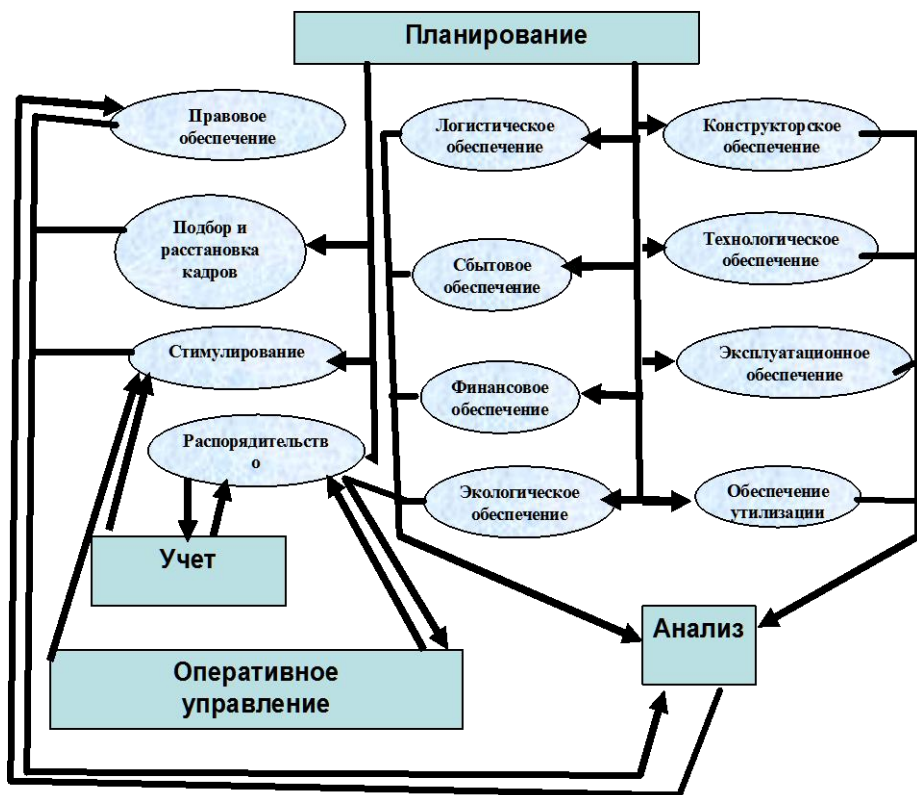 Планирование
Правовое
обеспечение
Логистическое
обеспечение
Конструкторское
обеспечение
Подбор и
расстановка
кадров
Сбытовое
обеспечение
Технологическое
обеспечение
Стимулирование
Финансовое
обеспечение
Эксплуатационное
обеспечение
Распорядительств
о
Экологическое
обеспечение
Обеспечение
утилизации
Учет
Анализ
Оперативное
управление